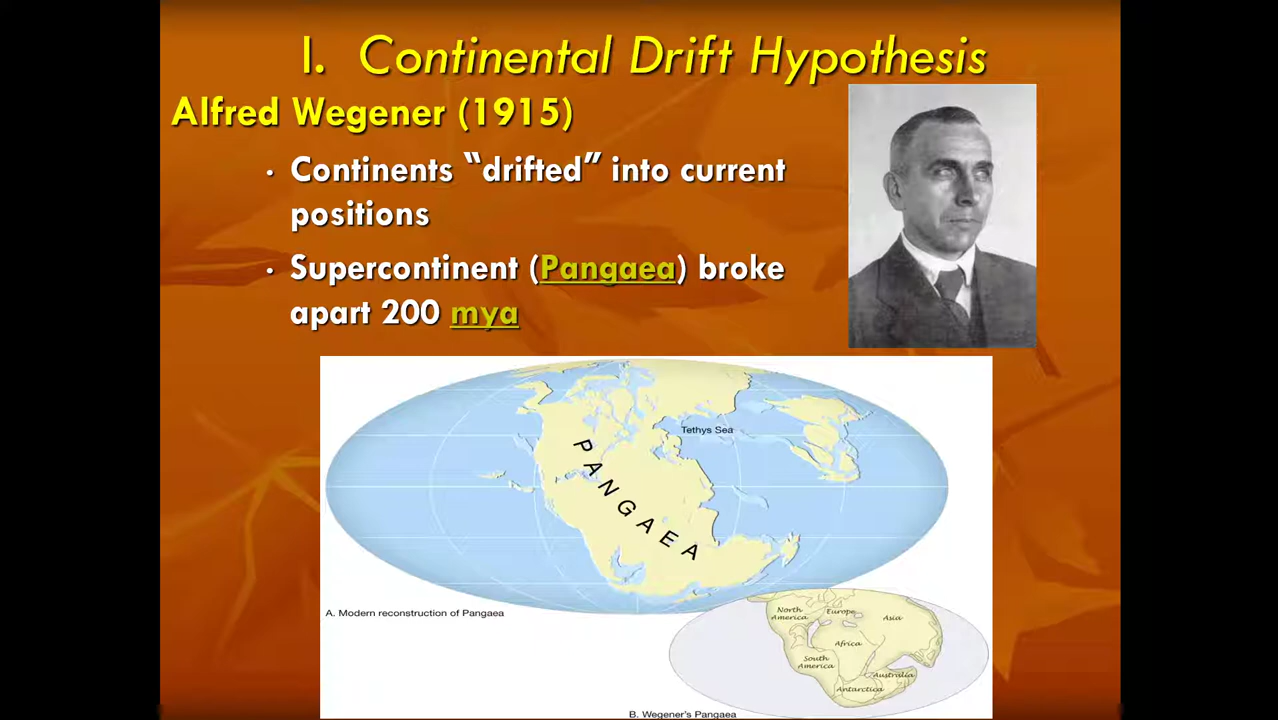 I. Continental Drift Hypothesis
Alfred Wegener (1915)
• Continents “drifted” into current
positions
• Supercontinent (Pangaea) broke
apart 200 mya
Tethys Sea
PANGAEA
A. Modern reconstruction of Pangaea
North
America
Europe
Asia
Africa
South
America
Australia
Antarctica
B. Wegener's Pangaea